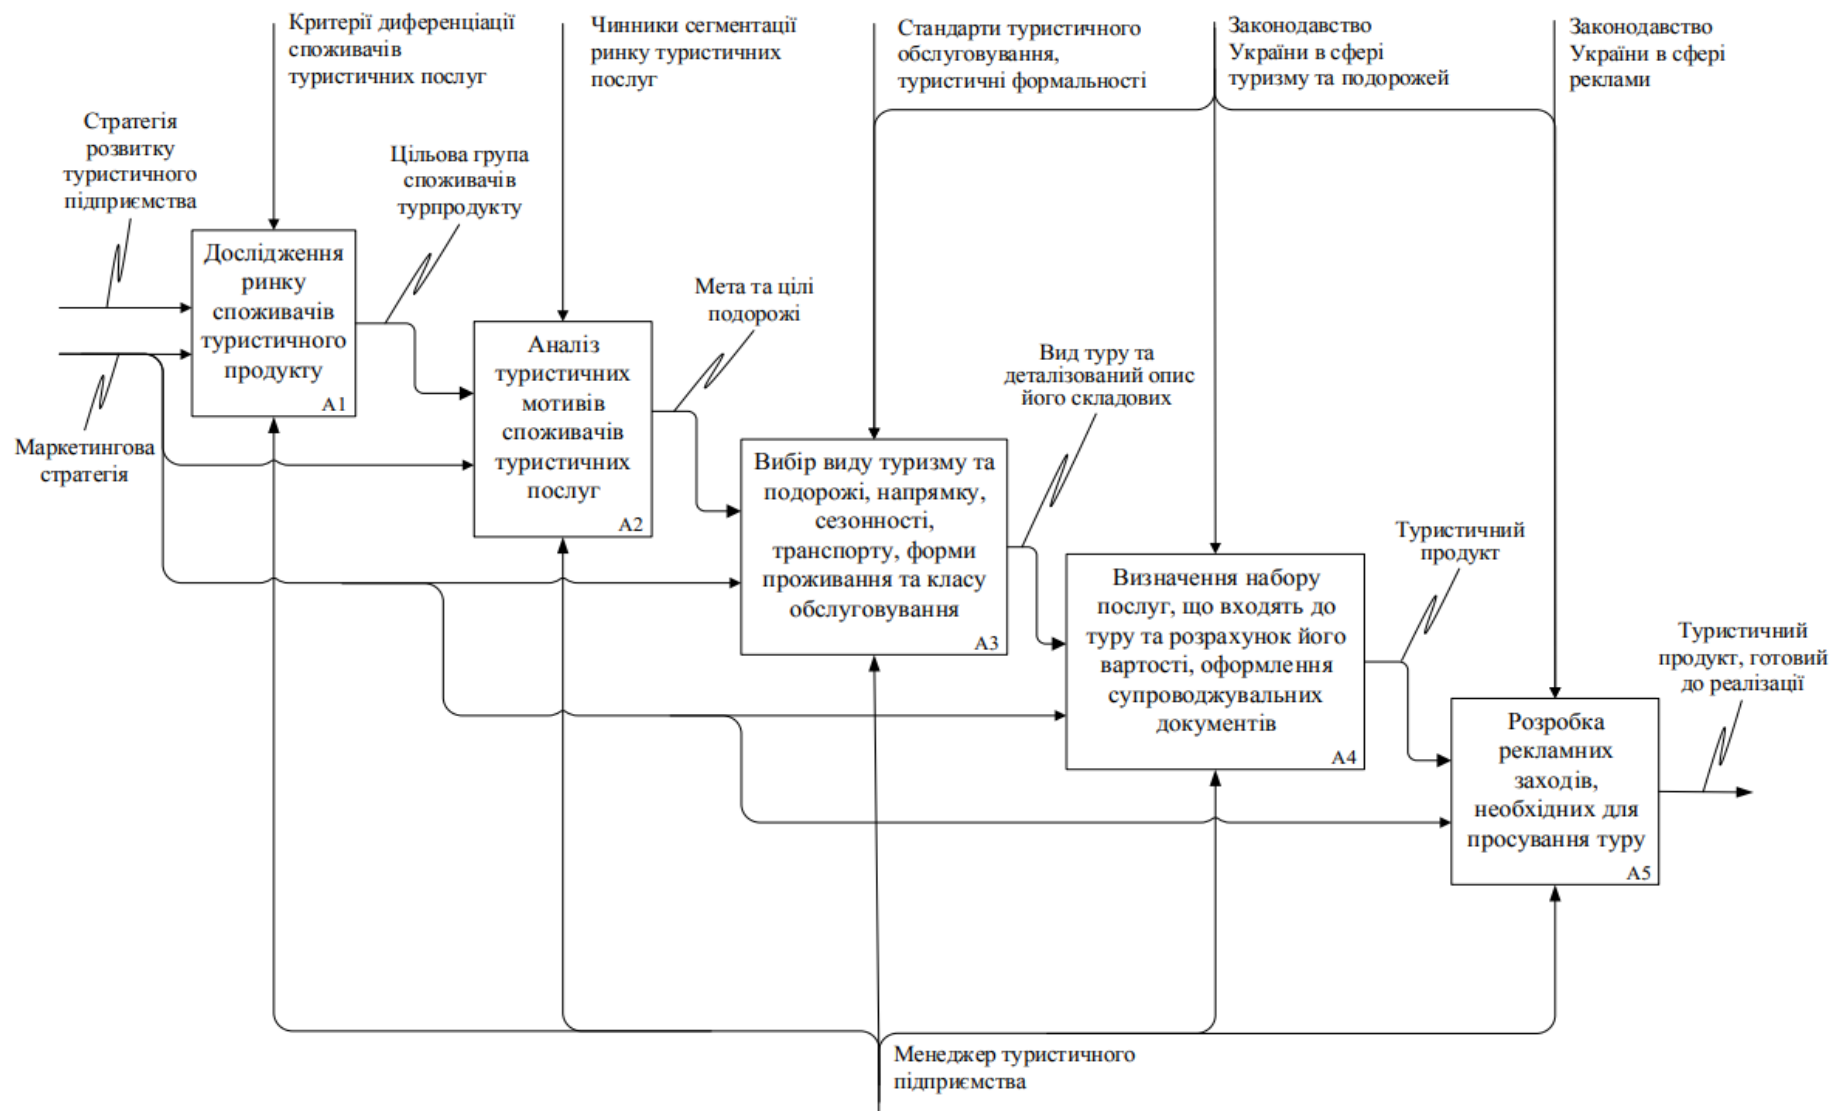 Критерії диференціації
споживачів
туристичних послуг
Чинники сегментації
ринку туристичних
послуг
Стандарти туристичного
обслуговування,
туристичні формальності
Законодавство
України в сфері
туризму та подорожей
Законодавство
України в сфері
реклами
Стратегія
розвитку
туристичного
підприємства
Цільова група
споживачів
турпродукту
Дослідження
ринку
споживачів
туристичного
продукту
А1
Маркетингова
стратегія
Мета та цілі
подорожі
Аналіз
туристичних
мотивів
споживачів
туристичних
послуг
А2
Вид туру та
деталізований опис
його складових
Вибір виду туризму та
подорожі, напрямку,
сезонності,
транспорту, форми
проживання та класу
обслуговування
А3
Туристичний
продукт
Визначення набору
послуг, що входять до
туру та розрахунок його
вартості, оформлення
супроводжувальних
документів
А4
Туристичний
продукт, готовий
до реалізації
Розробка
рекламних
заходів,
необхідних для
просування туру
А5
Менеджер туристичного
підприємства